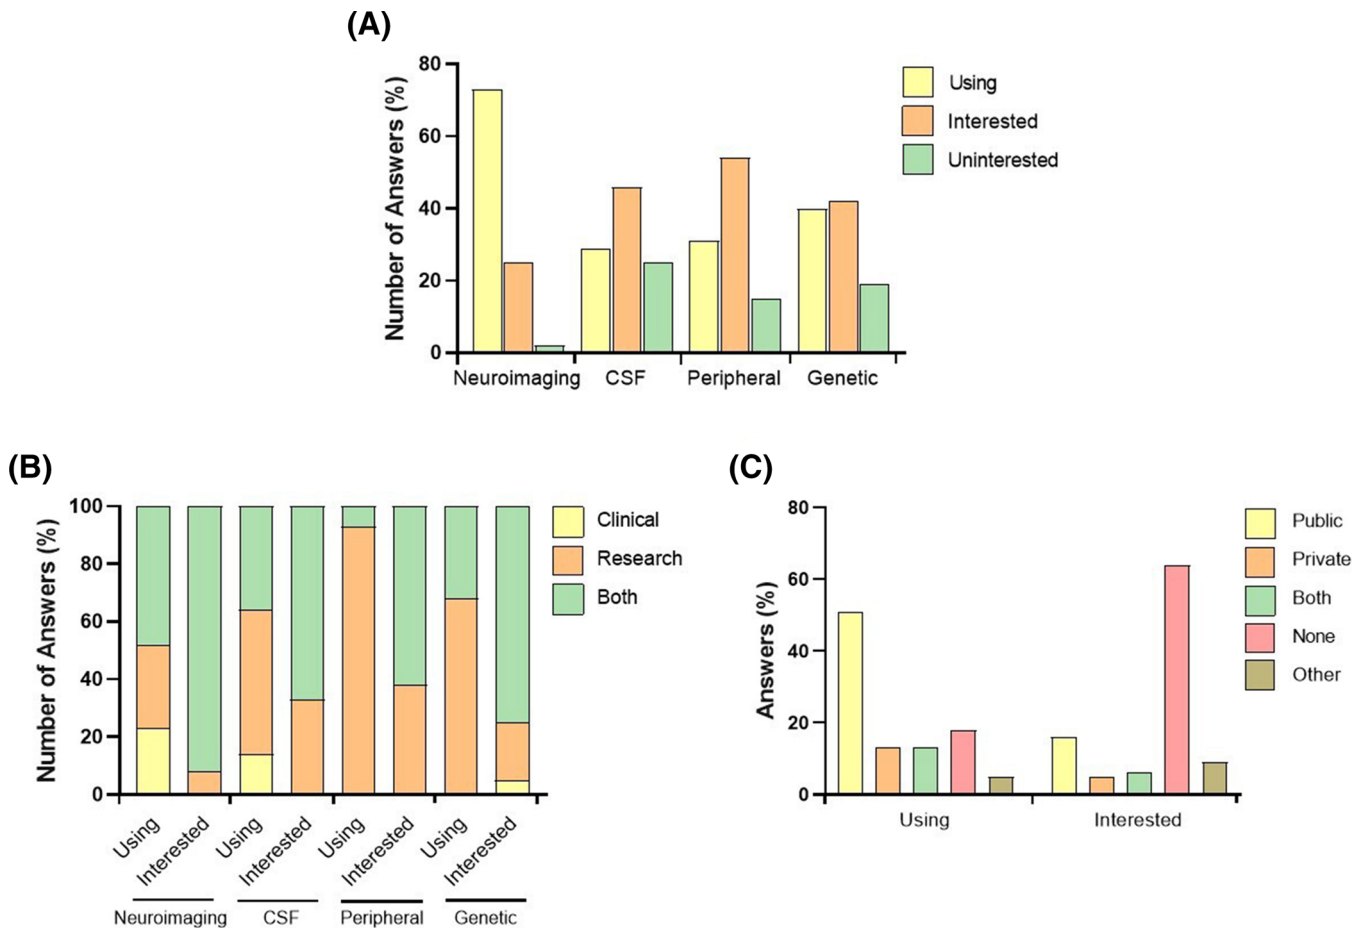 (A)
Number of Answers (%)
80
60
40
20
0
Neuroimaging CSF Peripheral Genetic
Using
Interested
Uninterested
(B)
Number of Answers (%)
100
80
60
40
20
0
Using Interested Using Interested Using Interested Using Interested
Neuroimaging CSF Peripheral Genetic
Clinical
Research
Both
(C)
Answers (%)
80
60
40
20
0
Using Interested
Public
Private
Both
None
Other